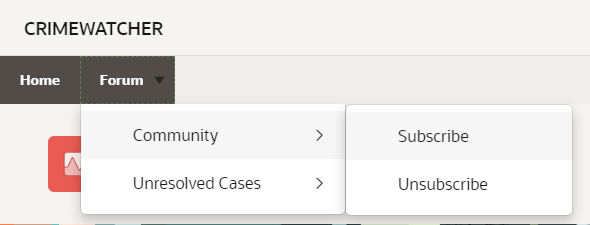 CRIMEWATCHER
Home Forum
Community Subscribe
Unresolved Cases Unsubscribe